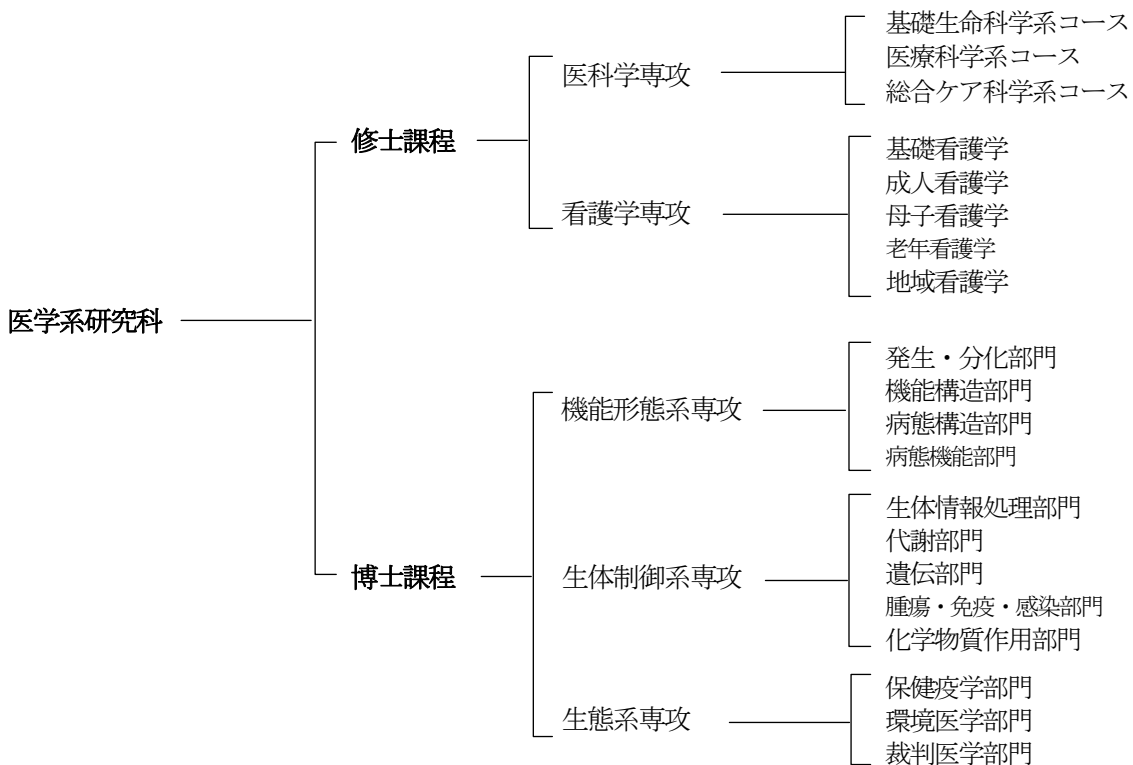 医学系研究科
修士課程
医科学専攻
基礎生命科学系コース
医療科学系コース
総合ケア科学系コース
看護学専攻
基礎看護学
成人看護学
母子看護学
老年看護学
地域看護学
博士課程
機能形態系専攻
発生・分化部門
機能構造部門
病態構造部門
病態機能部門
生体制御系専攻
生体情報処理部門
代謝部門
遺伝部門
腫瘍・免疫・感染部門
化学物質作用部門
生態系専攻
保健疫学部門
環境医学部門
裁判医学部門